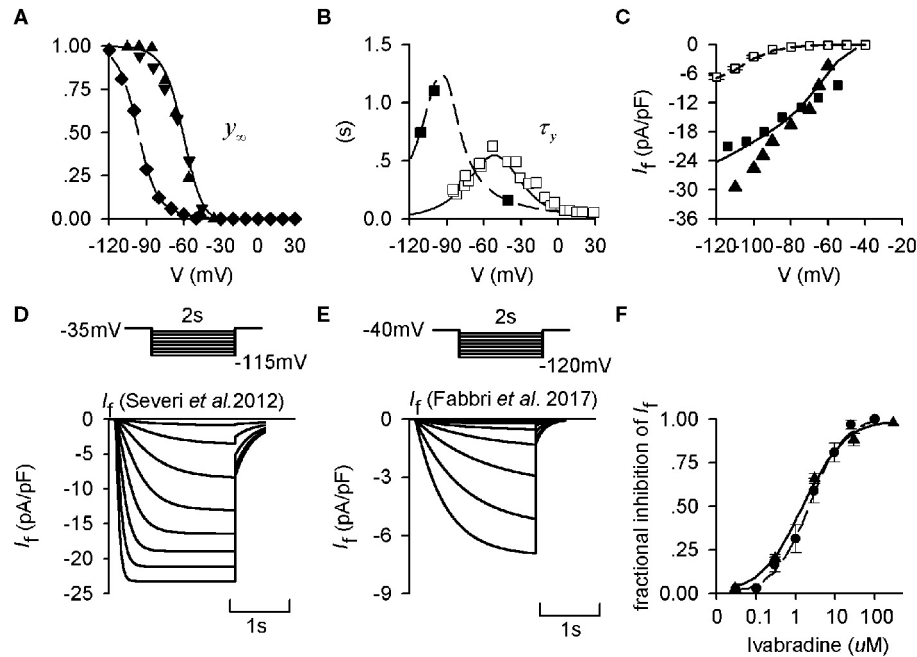 A
1.00
.75
.50
.25
0.00
y∞
-120 -90 -60 -30 0 30
V (mV)
B
1.5
1.0
.5
.0
(s)
τy
-120 -90 -60 -30 0 30
V (mV)
C
0
-6
-12
-18
-24
-30
-36
If (pA/pF)
-120 -100 -80 -60 -40 -20
V (mV)
D
2s
-35mV
-115mV
If (Severi et al.2012)
0
-5
-10
-15
-20
-25
If (pA/pF)
1s
E
2s
-40mV
-120mV
If (Fabbri et al. 2017)
0
-3
-6
-9
If (pA/pF)
1s
F
1.00
.75
.50
.25
0.00
fractional inhibition of If
0 0.1 1 10 100
Ivabradine (uM)